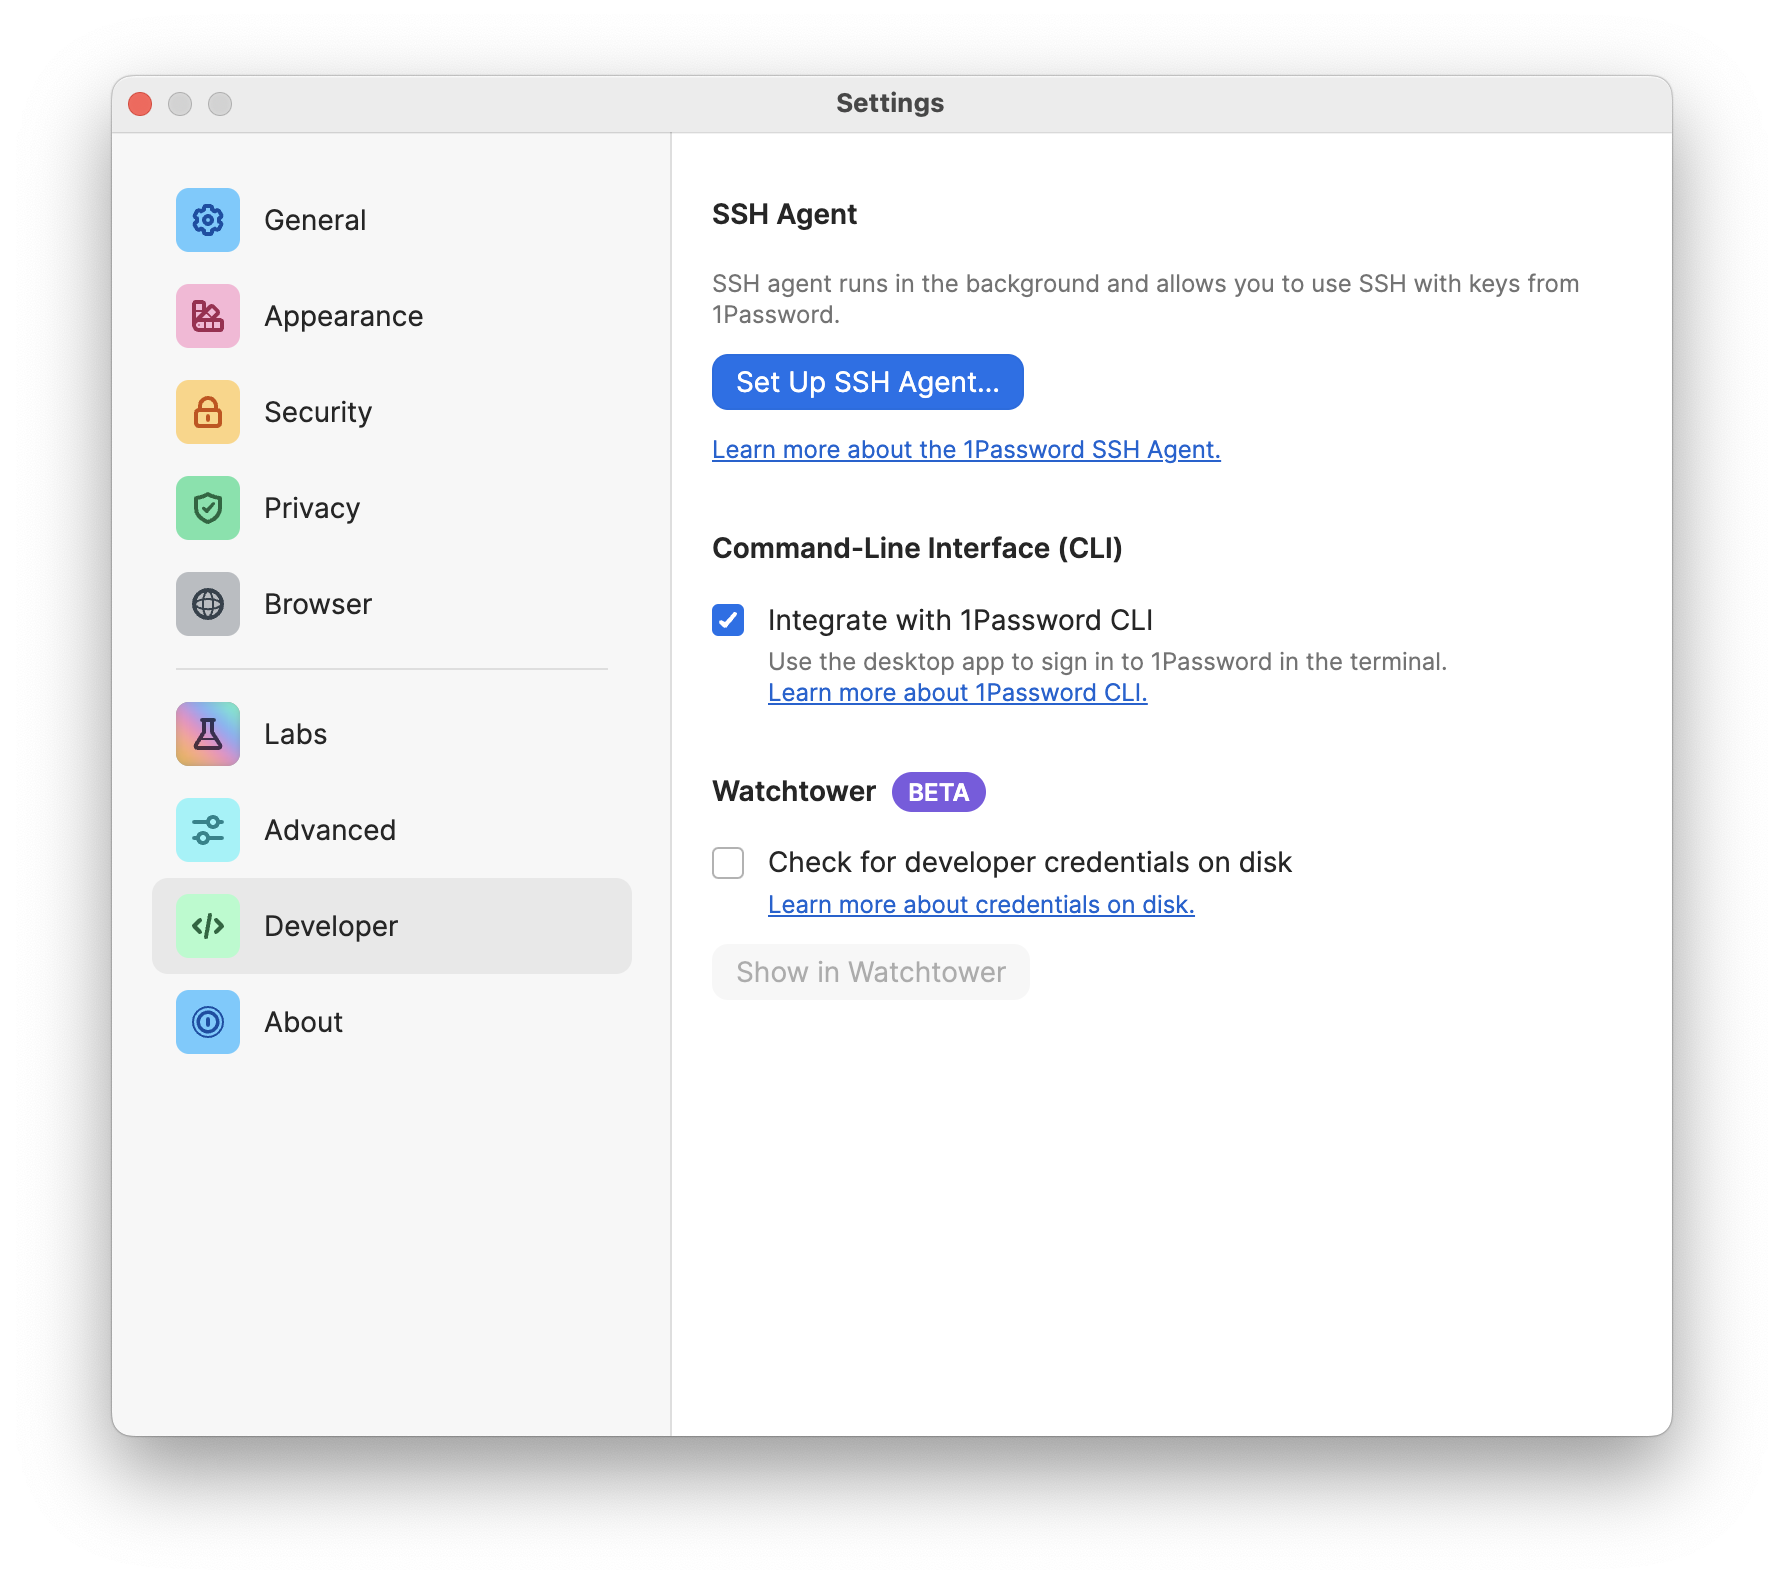 Settings
General
Appearance
Security
Privacy
Browser
Labs
Advanced
Developer
About
SSH Agent
SSH agent runs in the background and allows you to use SSH with keys from
1Password.
Set Up SSH Agent...
Learn more about the 1Password SSH Agent.
Command-Line Interface (CLI)
Integrate with 1Password CLI
Use the desktop app to sign in to 1Password in the terminal.
Learn more about 1Password CLI.
Watchtower BETA
Check for developer credentials on disk
Learn more about credentials on disk.
Show in Watchtower